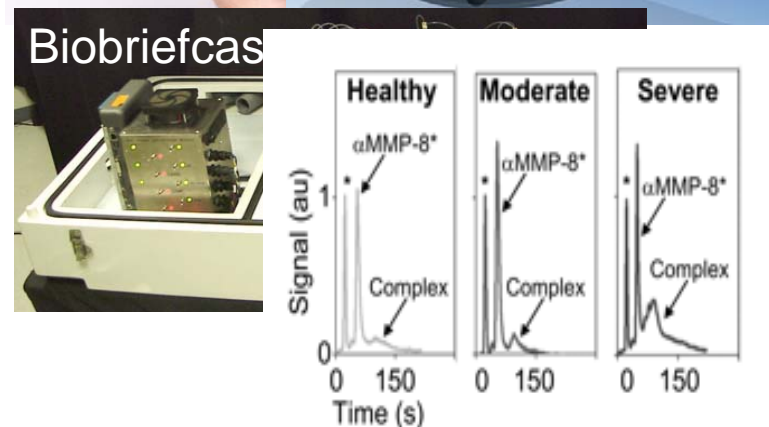 Biobriefcas
Healthy
Moderate
Severe
αMMP-8*
αMMP-8*
αMMP-8*
*
*
*
Signal (au)
1
Complex
Complex
Complex
0
0 150
0 150
0 150
Time (s)